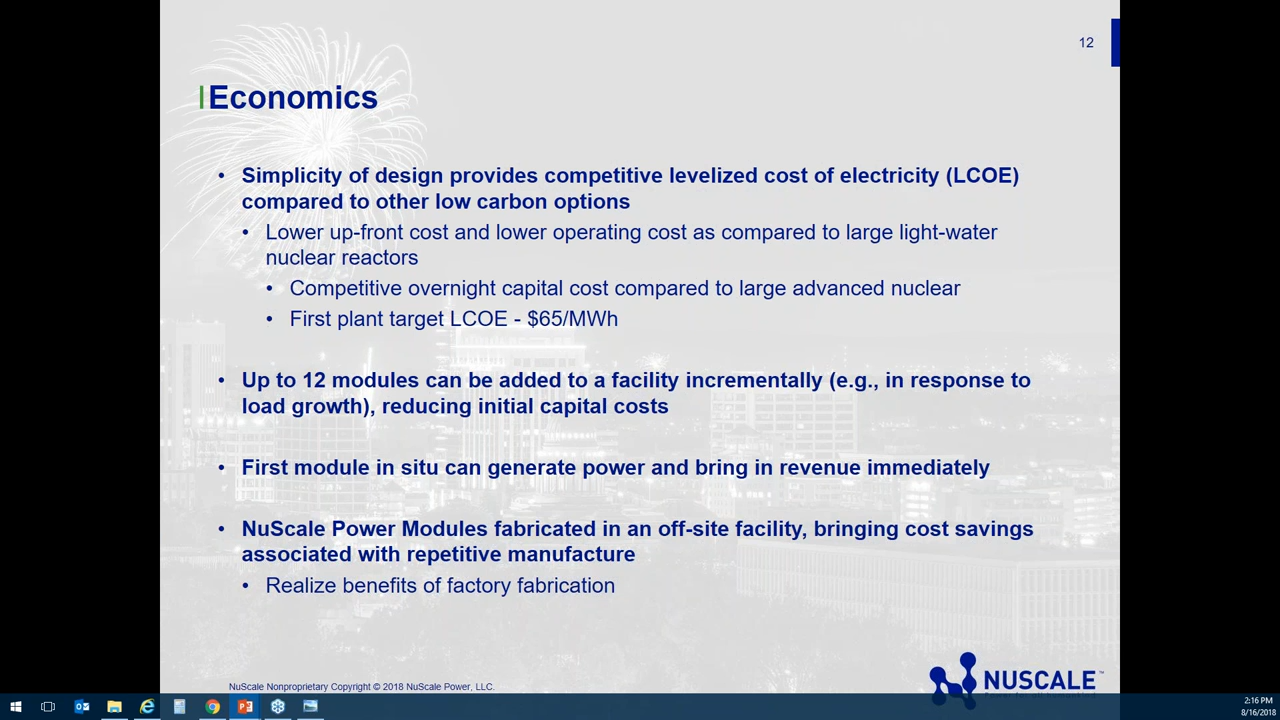 12
Economics
• Simplicity of design provides competitive levelized cost of electricity (LCOE)
compared to other low carbon options
• Lower up-front cost and lower operating cost as compared to large light-water
nuclear reactors
• Competitive overnight capital cost compared to large advanced nuclear
• First plant target LCOE - $65/MWh
• Up to 12 modules can be added to a facility incrementally (e.g., in response to
load growth), reducing initial capital costs
• First module in situ can generate power and bring in revenue immediately
• NuScale Power Modules fabricated in an off-site facility, bringing cost savings
associated with repetitive manufacture
• Realize benefits of factory fabrication
NUSCALE™
NuScale Nonproprietary Copyright © 2018 NuScale Power, LLC.
2:16 PM
8/16/2018